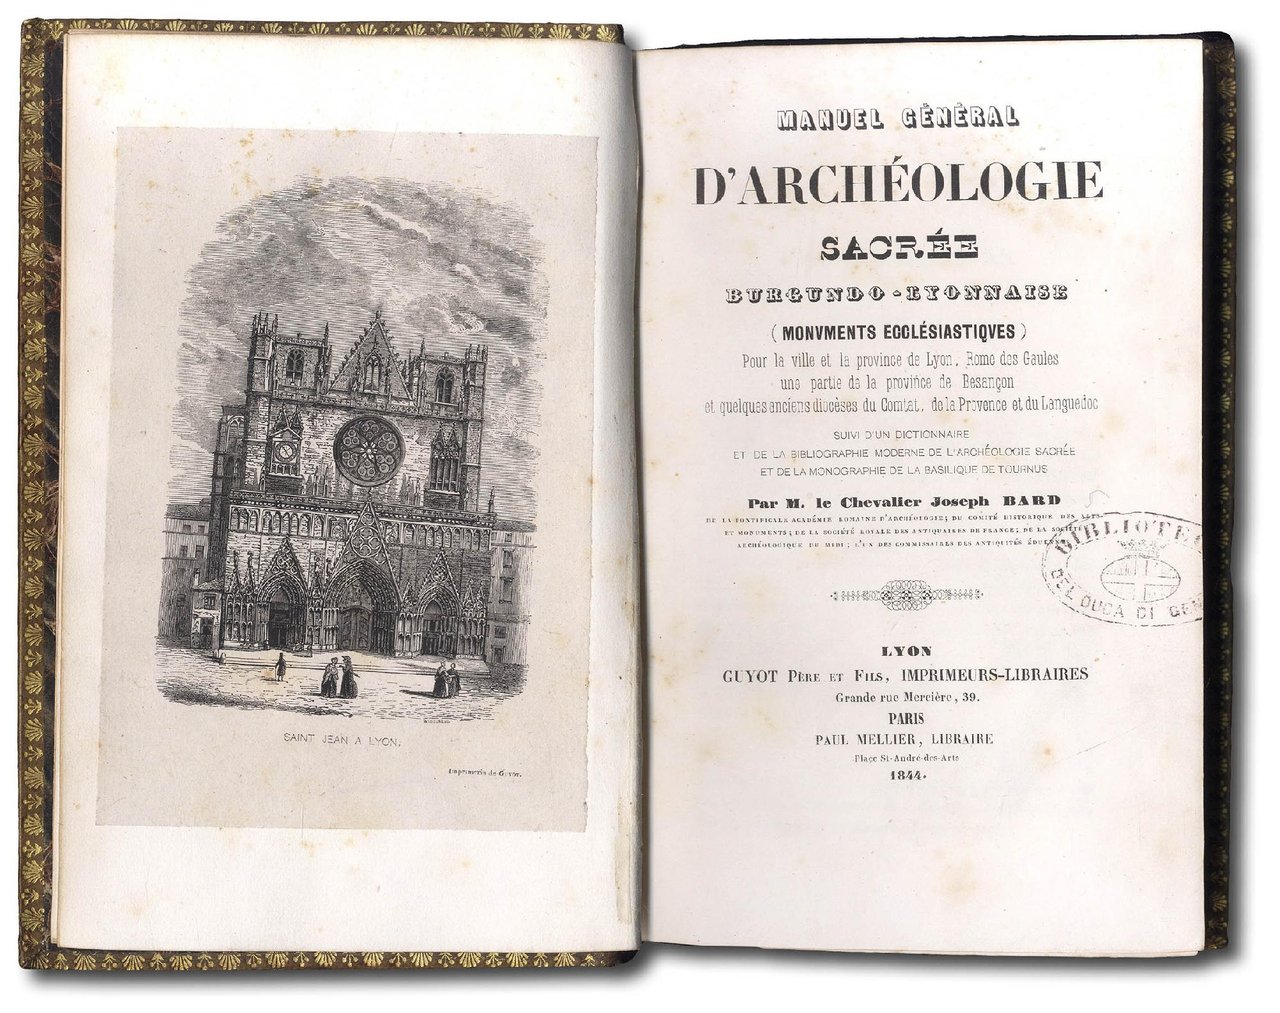 SAINT JEAN A LYON.
Imprimerie de Guyot.
MANUEL GÉNÉRAL
D'ARCHÉOLOGIE
SACRÉE
BURGUNDO-LYONNAISE
(MONVMENTS ECCLÉSIASTIQVES)
Pour la ville et la province de Lyon, Rome des Gaules
une partie de la province de Besançon
et quelques anciens diocèses du Comtat, de la Provence et du Languedoc
SUIVI D'UN DICTIONNAIRE
ET DE LA BIBLIOGRAPHIE MODERNE DE L'ARCHÉOLOGIE SACRÉE
ET DE LA MONOGRAPHIE DE LA BASILIQUE DE TOURNUS
Par M. le Chevalier Joseph BARD
DE LA PONTIFICALE ACADÉMIE ROMAINE D'ARCHÉOLOGIE; DU COMITÉ HISTORIQUE DES ARTS
ET MONUMENTS; DE LA SOCIÉTÉ ROYALE DES ANTIQUAIRES DE FRANCE; DE LA SOCIÉTÉ
ARCHÉOLOGIQUE DU MIDI; L'UN DES COMMISSAIRES DES ANTIQUITÉS
BIBLIOTE
DEL DUCA DI GEN
LYON
GUYOT PÈRE ET FILS, IMPRIMEURS-LIBRAIRES
Grande rue Mercière, 39.
PARIS
PAUL MELLIER, LIBRAIRE
Place St-André-des-Arts
1844.